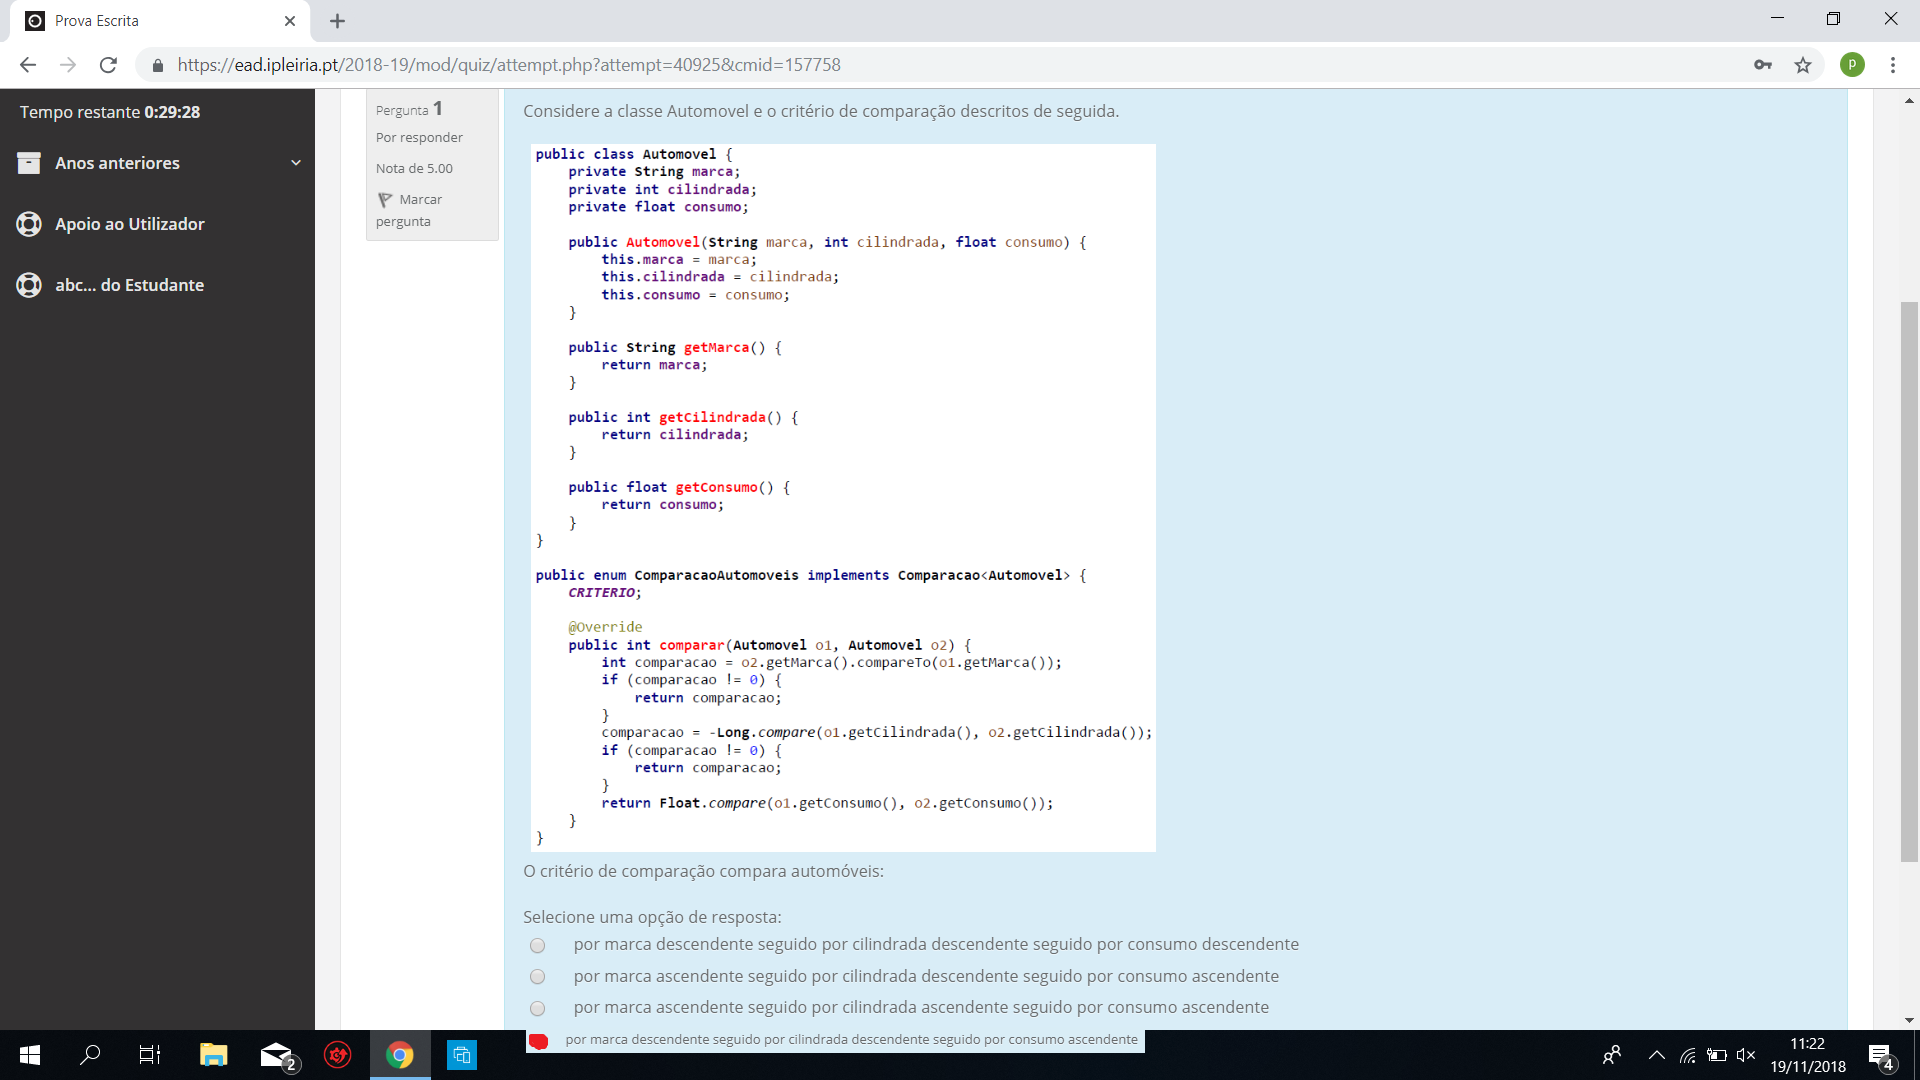 Prova Escrita
https://ead.ipleiria.pt/2018-19/mod/quiz/attempt.php?attempt=40925&cmid=157758
P
Tempo restante 0:29:28
Anos anteriores
Apoio ao Utilizador
abc... do Estudante
Pergunta 1
Por responder
Nota de 5.00
Marcar
pergunta
Considere a classe Automovel e o critério de comparação descritos de seguida.
public class Automovel {
    private String marca;
    private int cilindrada;
    private float consumo;
    public Automovel(String marca, int cilindrada, float consumo) {
        this.marca = marca;
        this.cilindrada = cilindrada;
        this.consumo = consumo;
    }
    public String getMarca() {
        return marca;
    }
    public int getCilindrada() {
        return cilindrada;
    }
    public float getConsumo() {
        return consumo;
    }
}
public enum ComparacaoAutomoveis implements Comparacao<Automovel> {
    CRITERIO;
    @Override
    public int comparar(Automovel o1, Automovel o2) {
        int comparacao = o2.getMarca().compareTo(o1.getMarca());
        if (comparacao != 0) {
            return comparacao;
        }
        comparacao = -Long.compare(o1.getCilindrada(), o2.getCilindrada());
        if (comparacao != 0) {
            return comparacao;
        }
        return Float.compare(o1.getConsumo(), o2.getConsumo());
    }
}
O critério de comparação compara automóveis:
Selecione uma opção de resposta:
por marca descendente seguido por cilindrada descendente seguido por consumo descendente
por marca ascendente seguido por cilindrada descendente seguido por consumo ascendente
por marca ascendente seguido por cilindrada ascendente seguido por consumo ascendente
por marca descendente seguido por cilindrada descendente seguido por consumo ascendente
2
11:22
19/11/2018
4